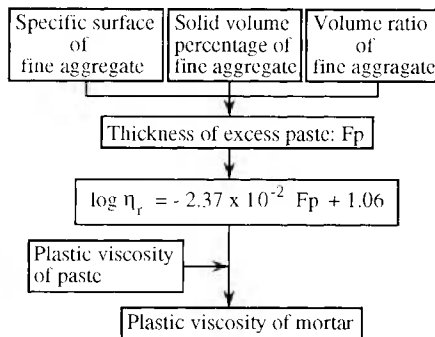 Specific surface
of
fine aggregate
Solid volume
percentage of
fine aggregate
Volume ratio
of
fine aggragate
Thickness of excess paste: Fp
log η_r = - 2.37 x 10^-2 Fp + 1.06
Plastic viscosity
of paste
Plastic viscosity of mortar